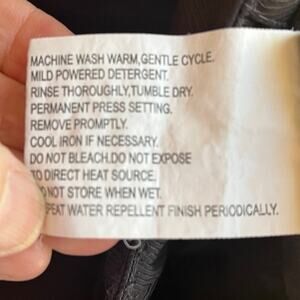 MACHINE WASH WARM,GENTLE CYCLE.
MILD POWERED DETERGENT.
RINSE THOROUGHLY,TUMBLE DRY.
PERMANENT PRESS SETTING.
REMOVE PROMPTLY.
COOL IRON IF NECESSARY.
DO NOT BLEACH.DO NOT EXPOSE
TO DIRECT HEAT SOURCE.
NOT STORE WHEN WET.
WATER REPELLENT FINISH PERIODICALLY.